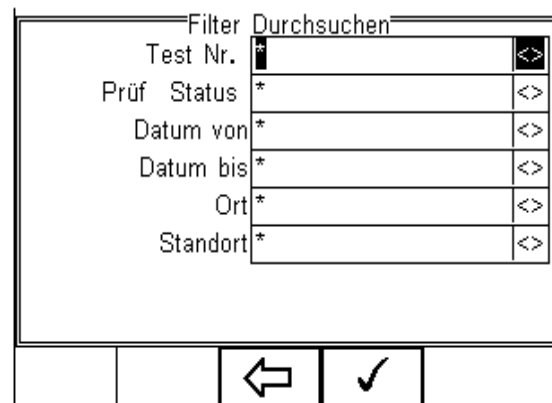 Filter Durchsuchen
Test Nr. * <>
Prüf Status * <>
Datum von * <>
Datum bis * <>
Ort * <>
Standort * <>